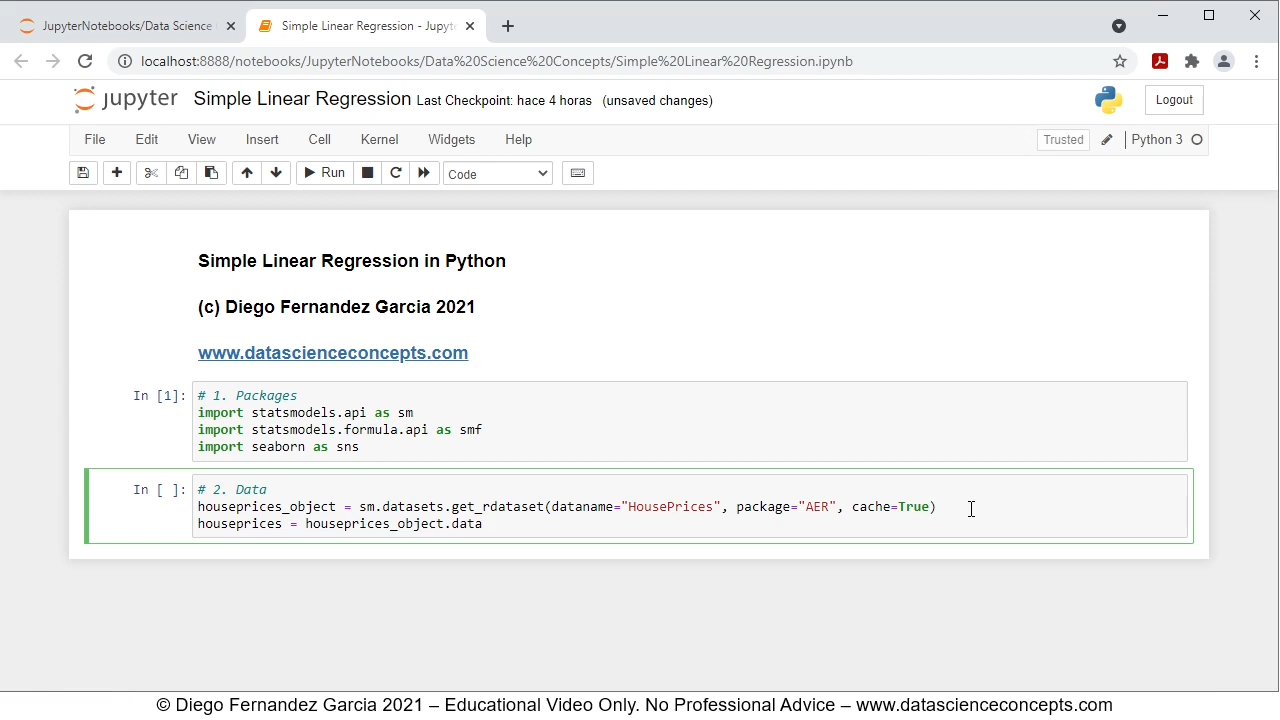 JupyterNotebooks/Data Science
Simple Linear Regression - Jupyte
localhost:8888/notebooks/JupyterNotebooks/Data%20Science%20Concepts/Simple%20Linear%20Regression.ipynb
jupyter Simple Linear Regression Last Checkpoint: hace 4 horas (unsaved changes)
Logout
File Edit View Insert Cell Kernel Widgets Help
Trusted Python 3
Run Code
Simple Linear Regression in Python
(c) Diego Fernandez Garcia 2021
www.datascienceconcepts.com
In [1]: # 1. Packages
import statsmodels.api as sm
import statsmodels.formula.api as smf
import seaborn as sns
In [ ]: # 2. Data
houseprices_object = sm.datasets.get_rdataset(dataname="HousePrices", package="AER", cache=True)
houseprices = houseprices_object.data
© Diego Fernandez Garcia 2021 – Educational Video Only. No Professional Advice – www.datascienceconcepts.com